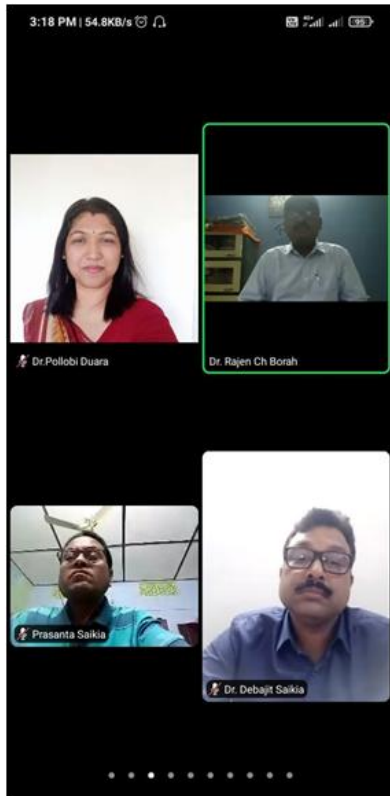 3:18 PM | 54.8KB/s
95
Dr.Pollobi Duara
Dr. Rajen Ch Borah
Prasanta Saikia
Dr. Debajit Saikia